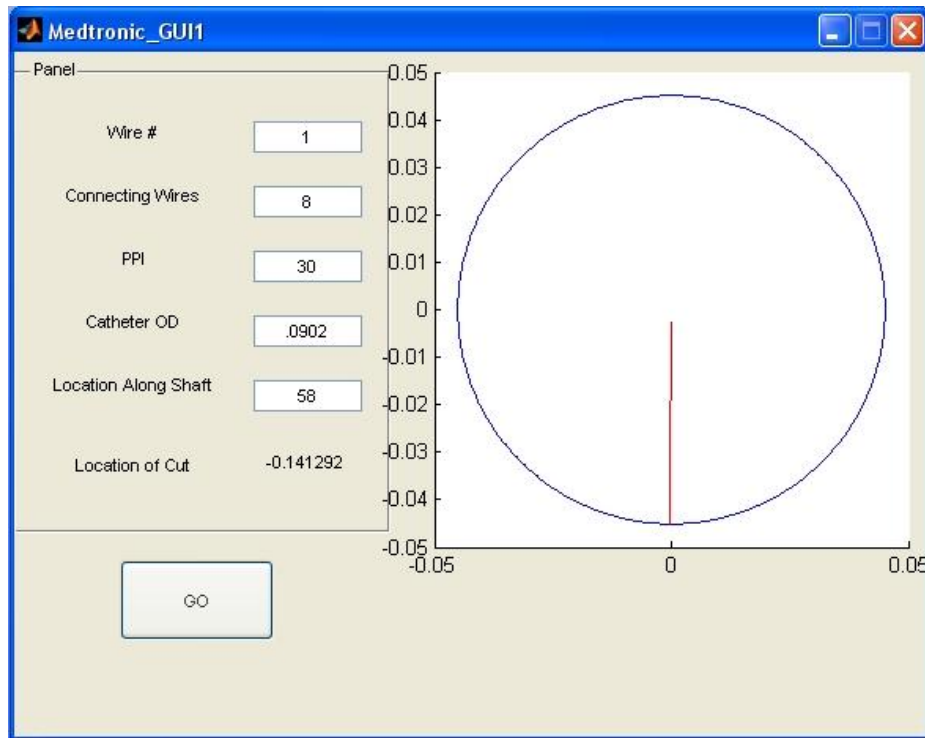 Medtronic_GUI1
Panel
Wire # 1
Connecting Wires 8
PPI 30
Catheter OD .0902
Location Along Shaft 58
Location of Cut -0.141292
GO
0.05
0.04
0.03
0.02
0.01
0
-0.01
-0.02
-0.03
-0.04
-0.05
-0.05 0 0.05